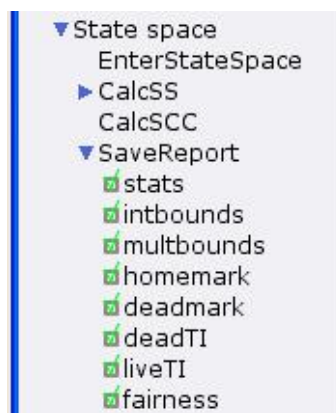 State space
EnterStateSpace
CalcSS
CalcSCC
SaveReport
stats
intbounds
multbounds
homemark
deadmark
deadTI
liveTI
fairness